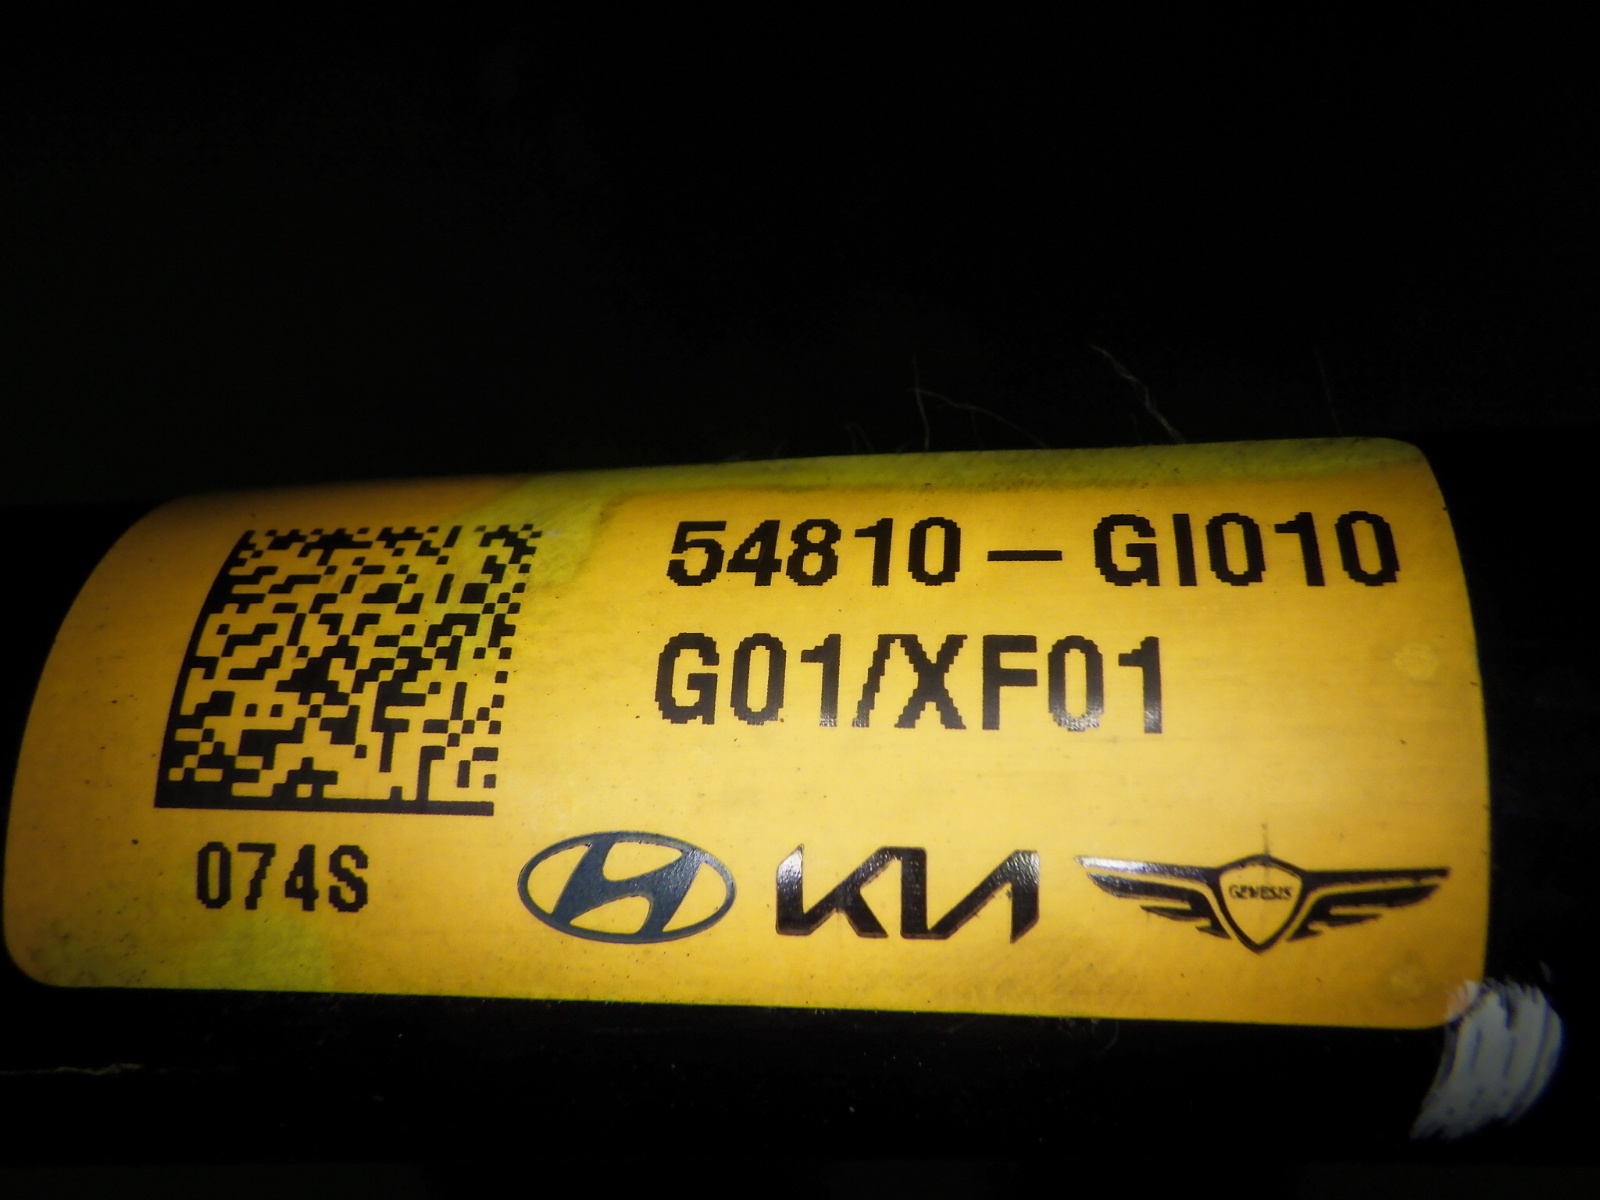 54810-GI010
G01/XF01
074S
KIA
GENESIS